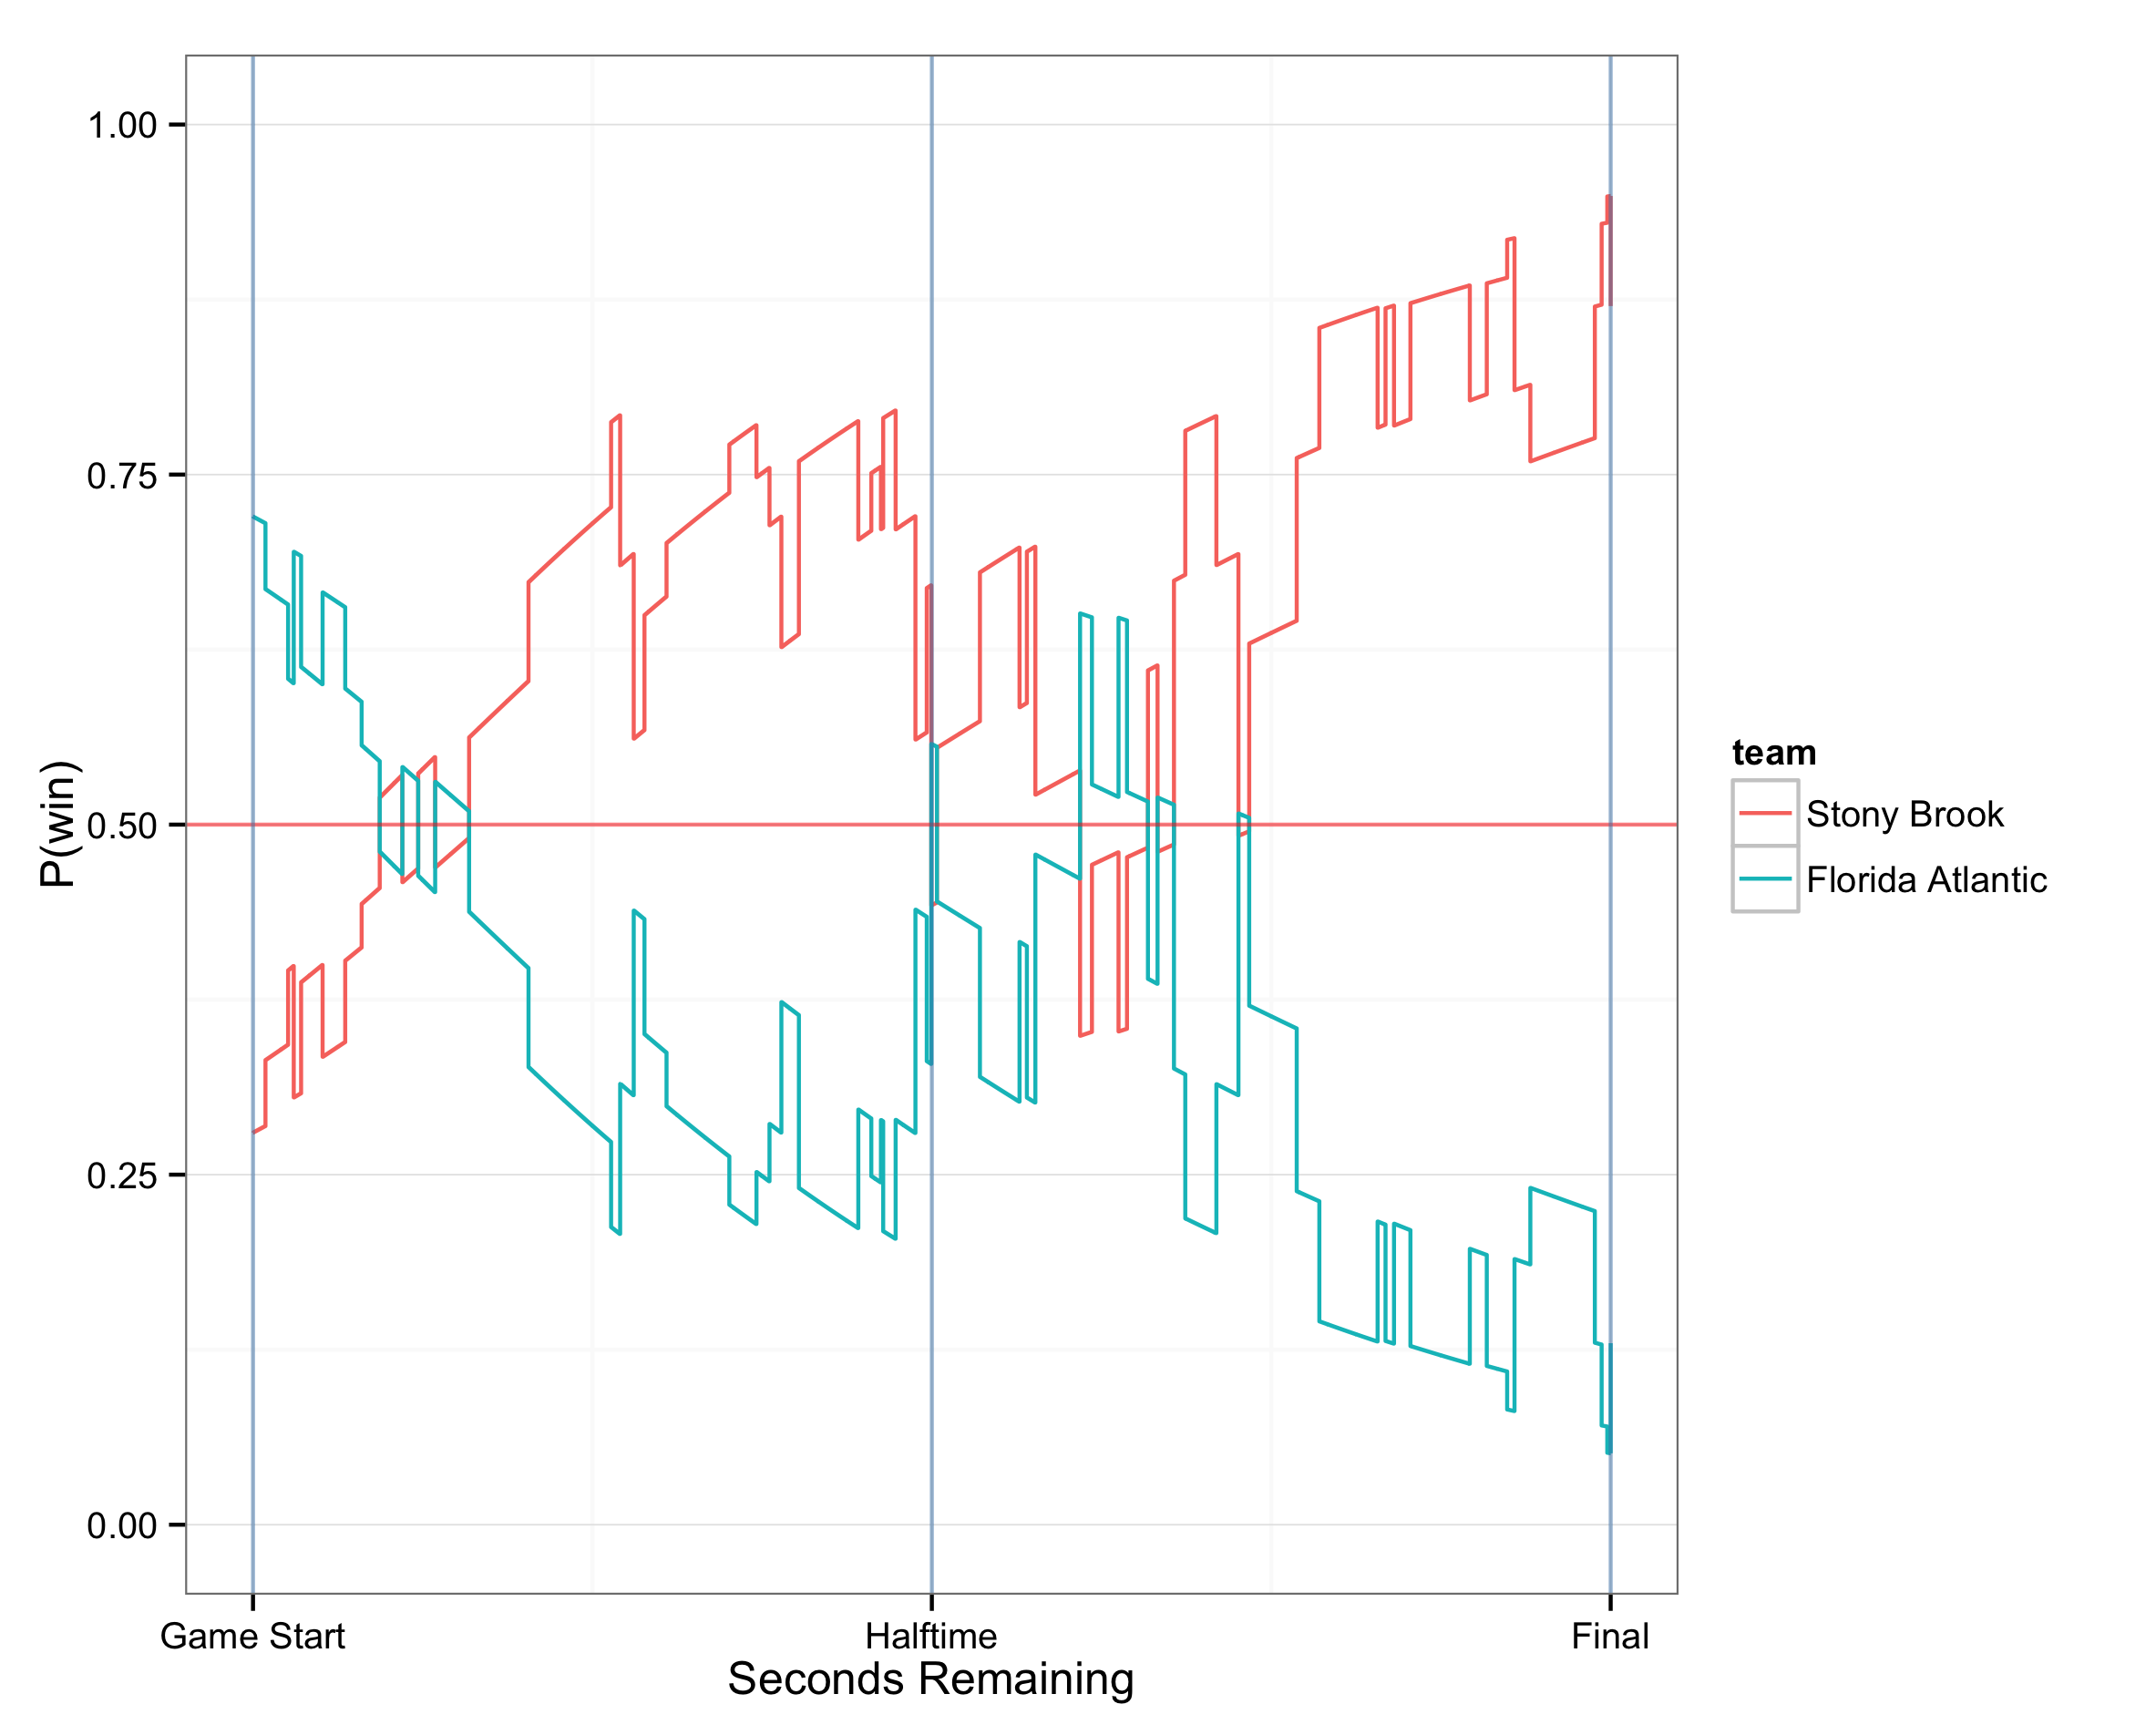 1.00
0.75
0.50
0.25
0.00
P(win)
Game Start
Halftime
Final
Seconds Remaining
team
Stony Brook
Florida Atlantic